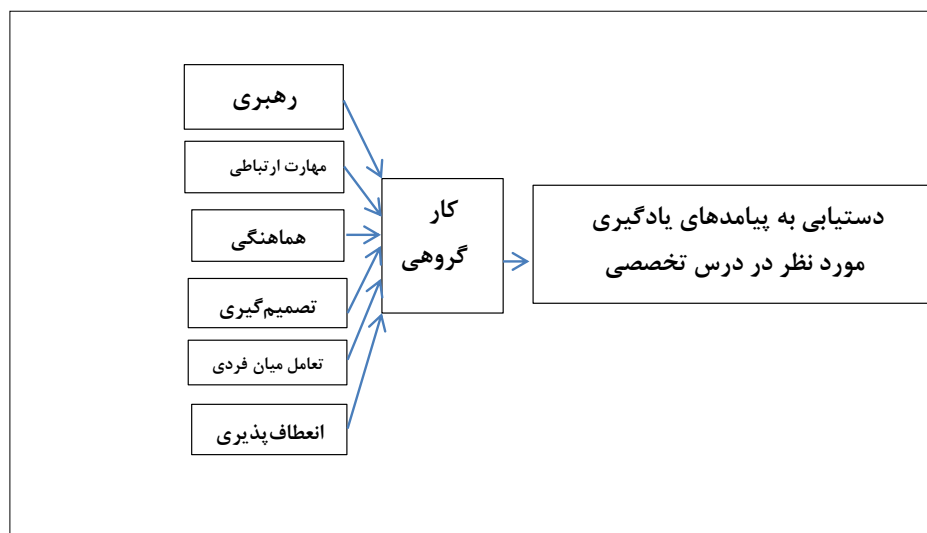 رهبری
مهارت ارتباطی
هماهنگی
تصمیم‌گیری
تعامل میان فردی
انعطاف‌پذیری
کار
گروهی
دستیابی به پیامدهای یادگیری
مورد نظر در درس تخصصی